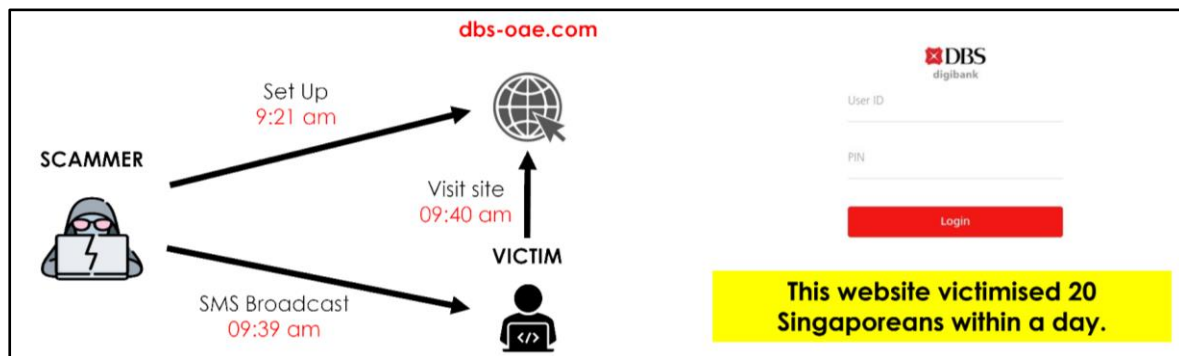 dbs-oae.com
Set Up
9:21 am
SCAMMER
Visit site
09:40 am
VICTIM
SMS Broadcast
09:39 am
</>
DBS
digibank
User ID
PIN
Login
This website victimised 20
Singaporeans within a day.